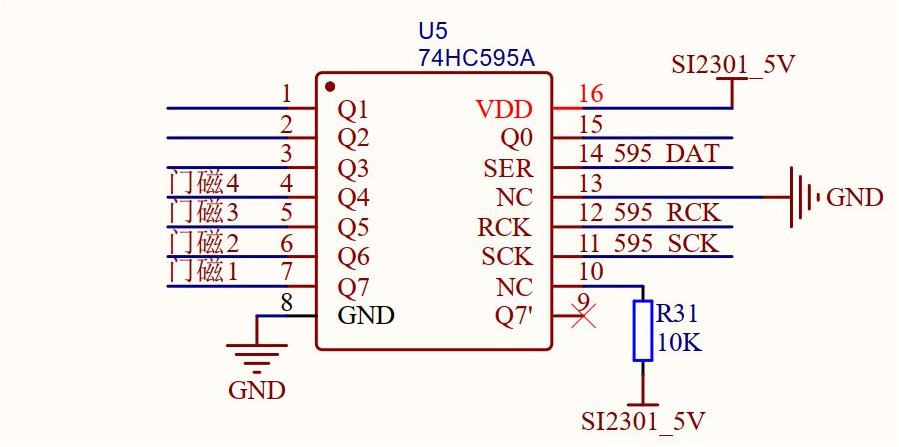 U5
74HC595A
SI2301_5V
1 Q1 VDD 16
2 Q2 Q0 15
3 Q3 SER 14 595_DAT
门磁4 4 Q4 NC 13 GND
门磁3 5 Q5 RCK 12 595_RCK
门磁2 6 Q6 SCK 11 595_SCK
门磁1 7 Q7 NC 10
8 GND Q7' 9
R31
10K
GND
SI2301_5V